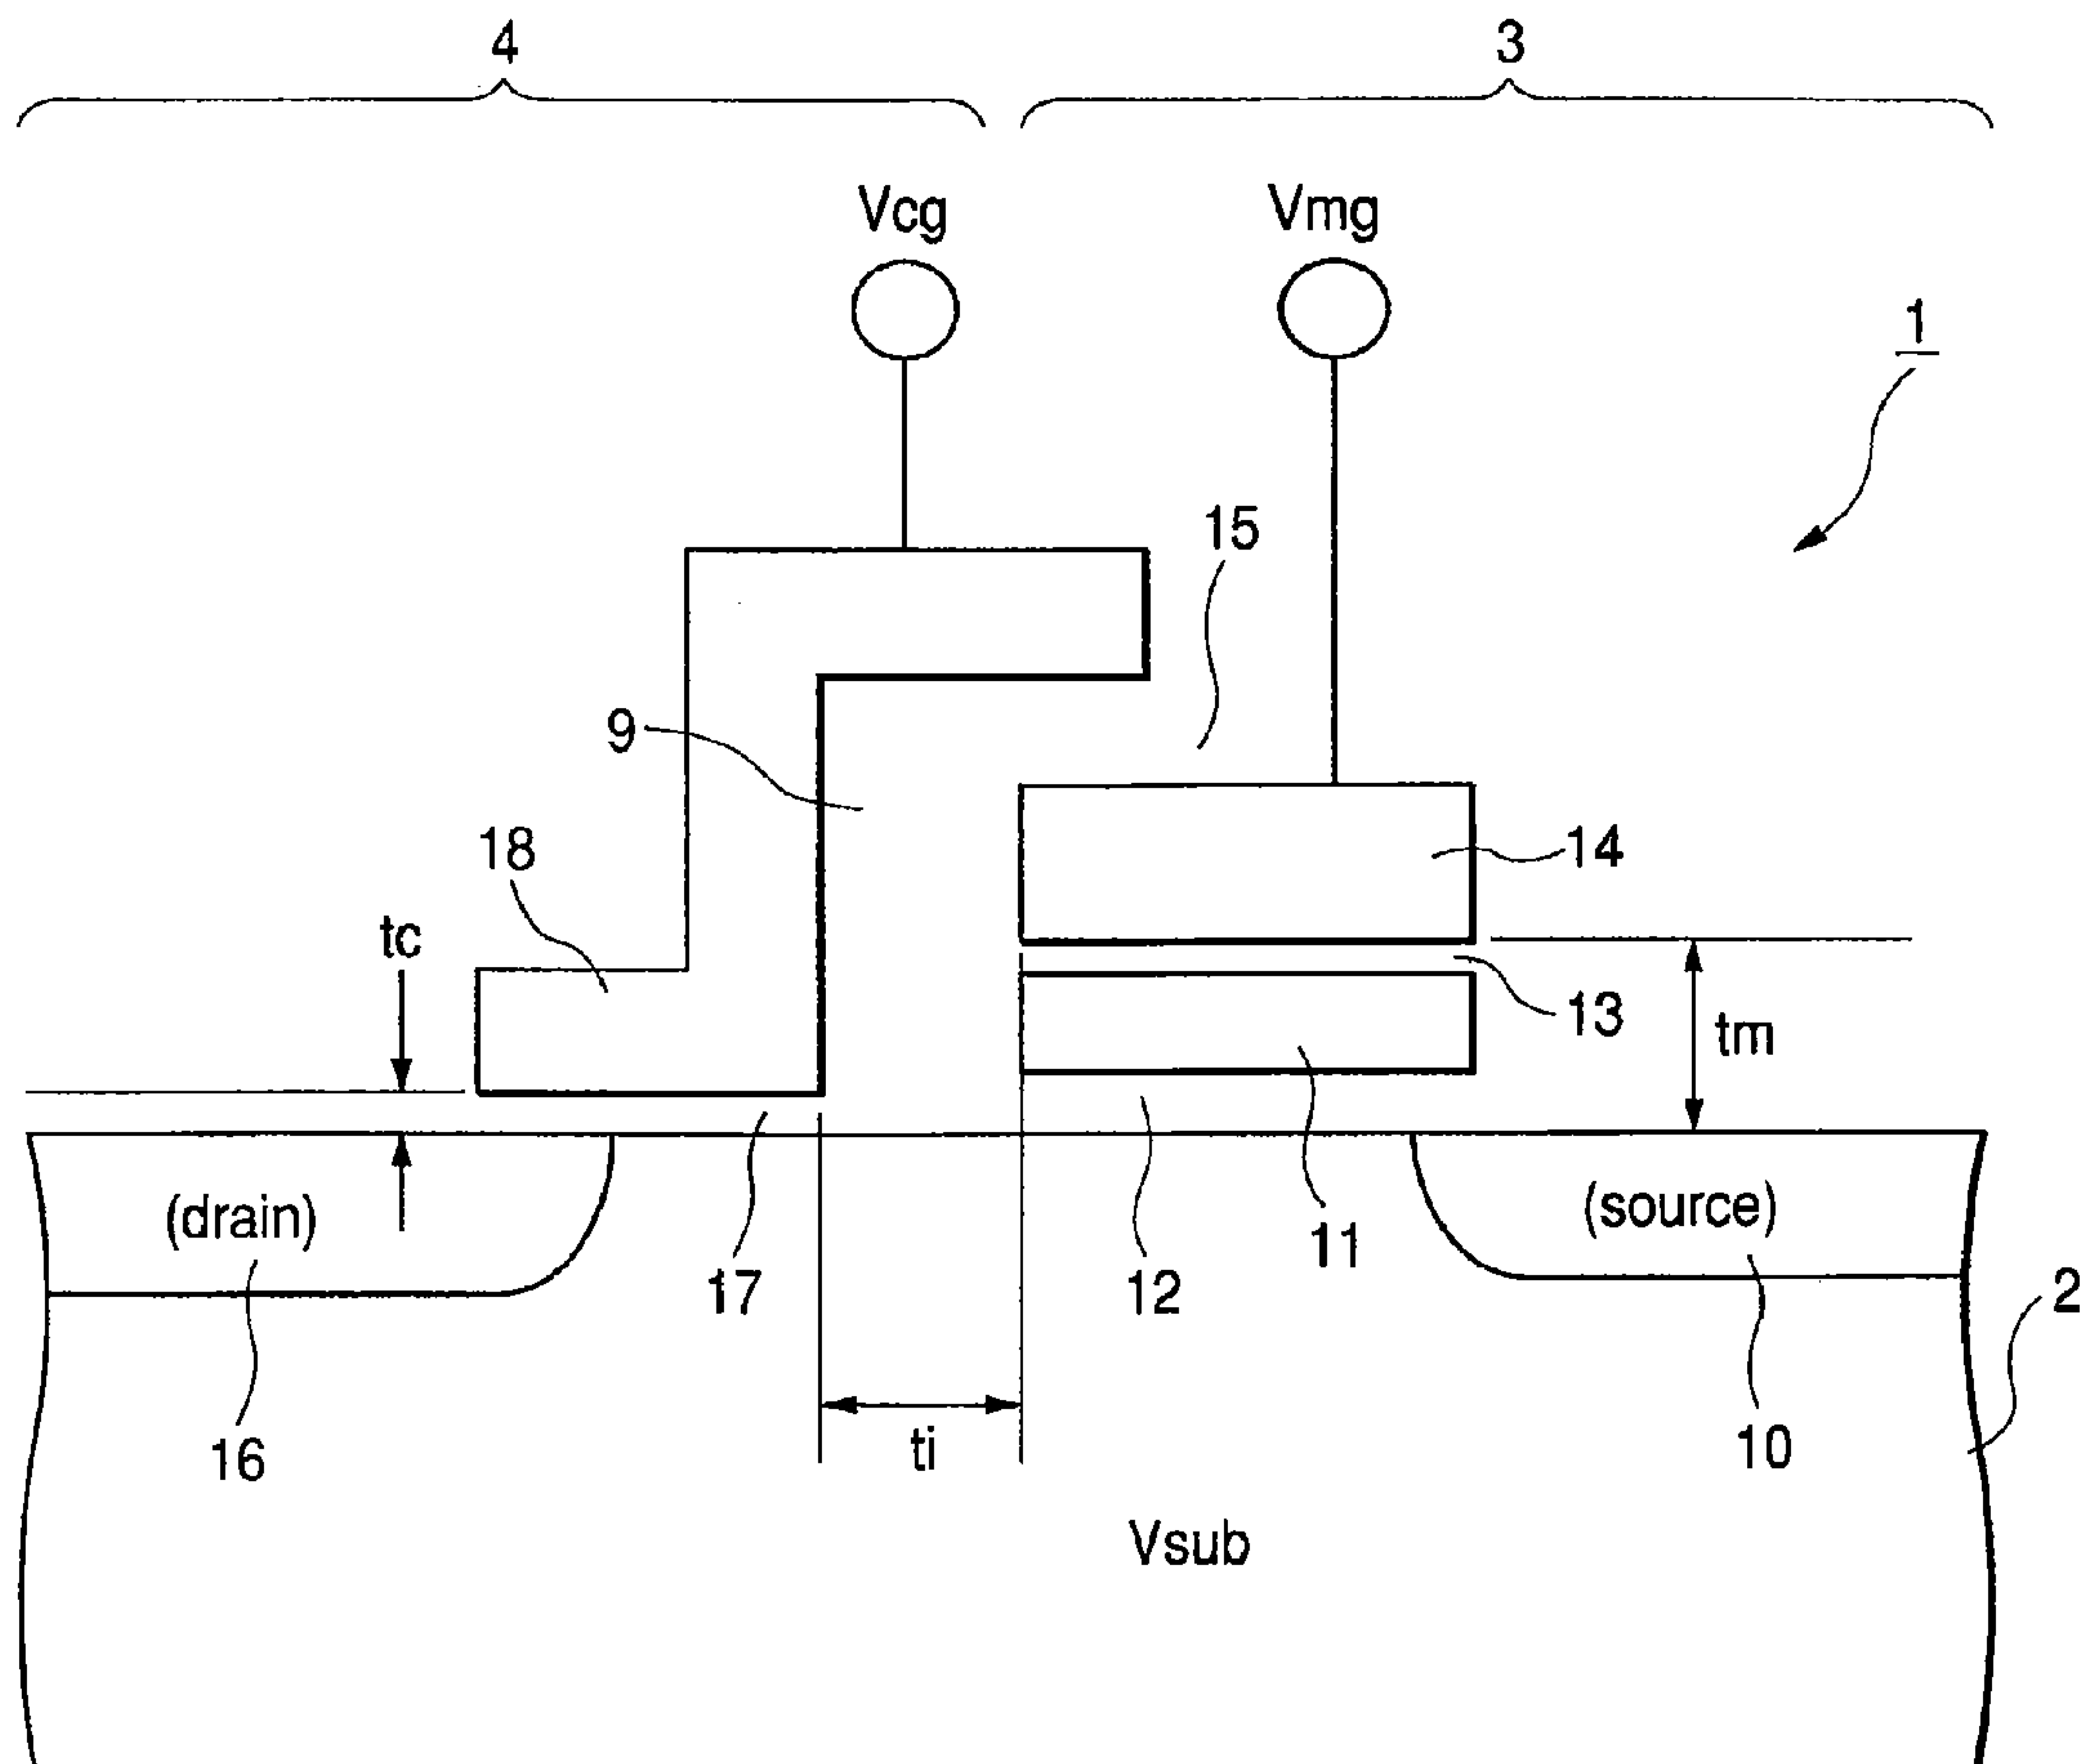 4 3
Vcg Vmg
1
15
9
18
14
tc
13
tm
(drain) (source)
11
17 12 2
16 ti 10
Vsub